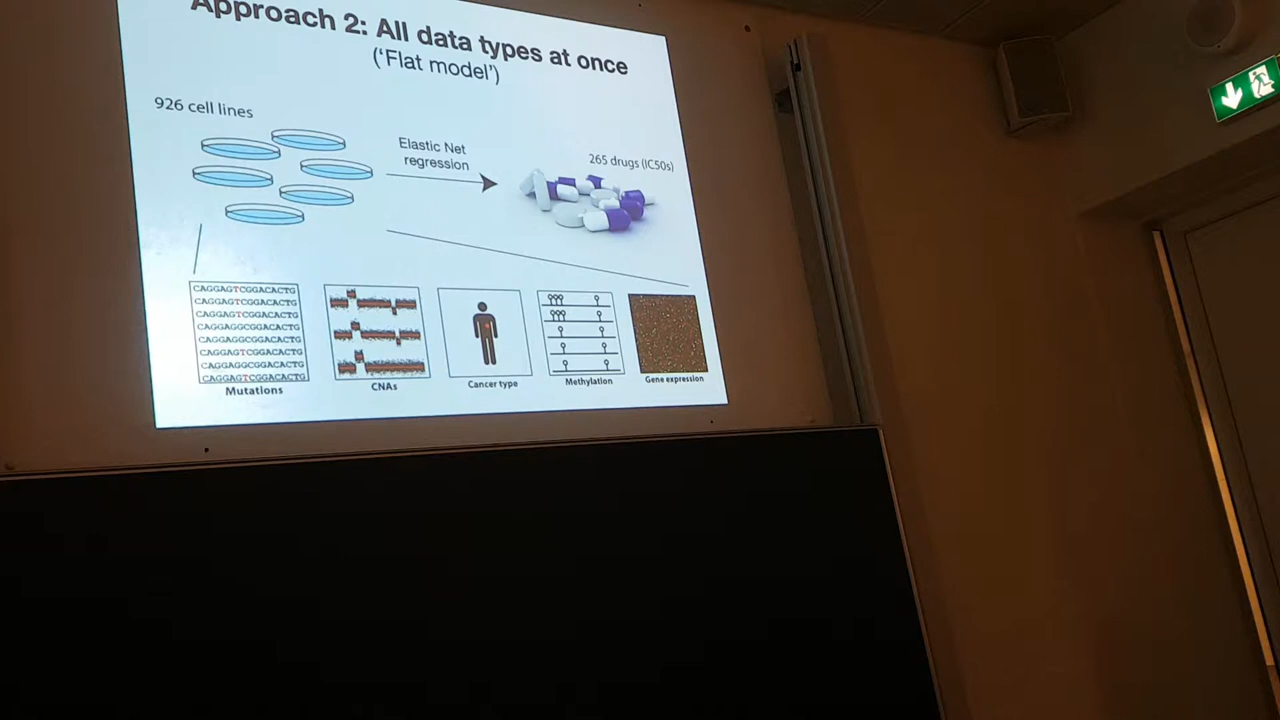 Approach 2: All data types at once
('Flat model')
926 cell lines
Elastic Net
regression
265 drugs (IC50s)
CAGGAGTCGGACACTG
CAGGAGTCGGACACTG
CAGGAGTCGGACACTG
CAGGAGGCGGACACTG
CAGGAGGCGGACACTG
CAGGAGTCGGACACTG
CAGGAGGCGGACACTG
CAGGAGTCGGACACTG
Mutations
CNAs
Cancer type
Methylation
Gene expression